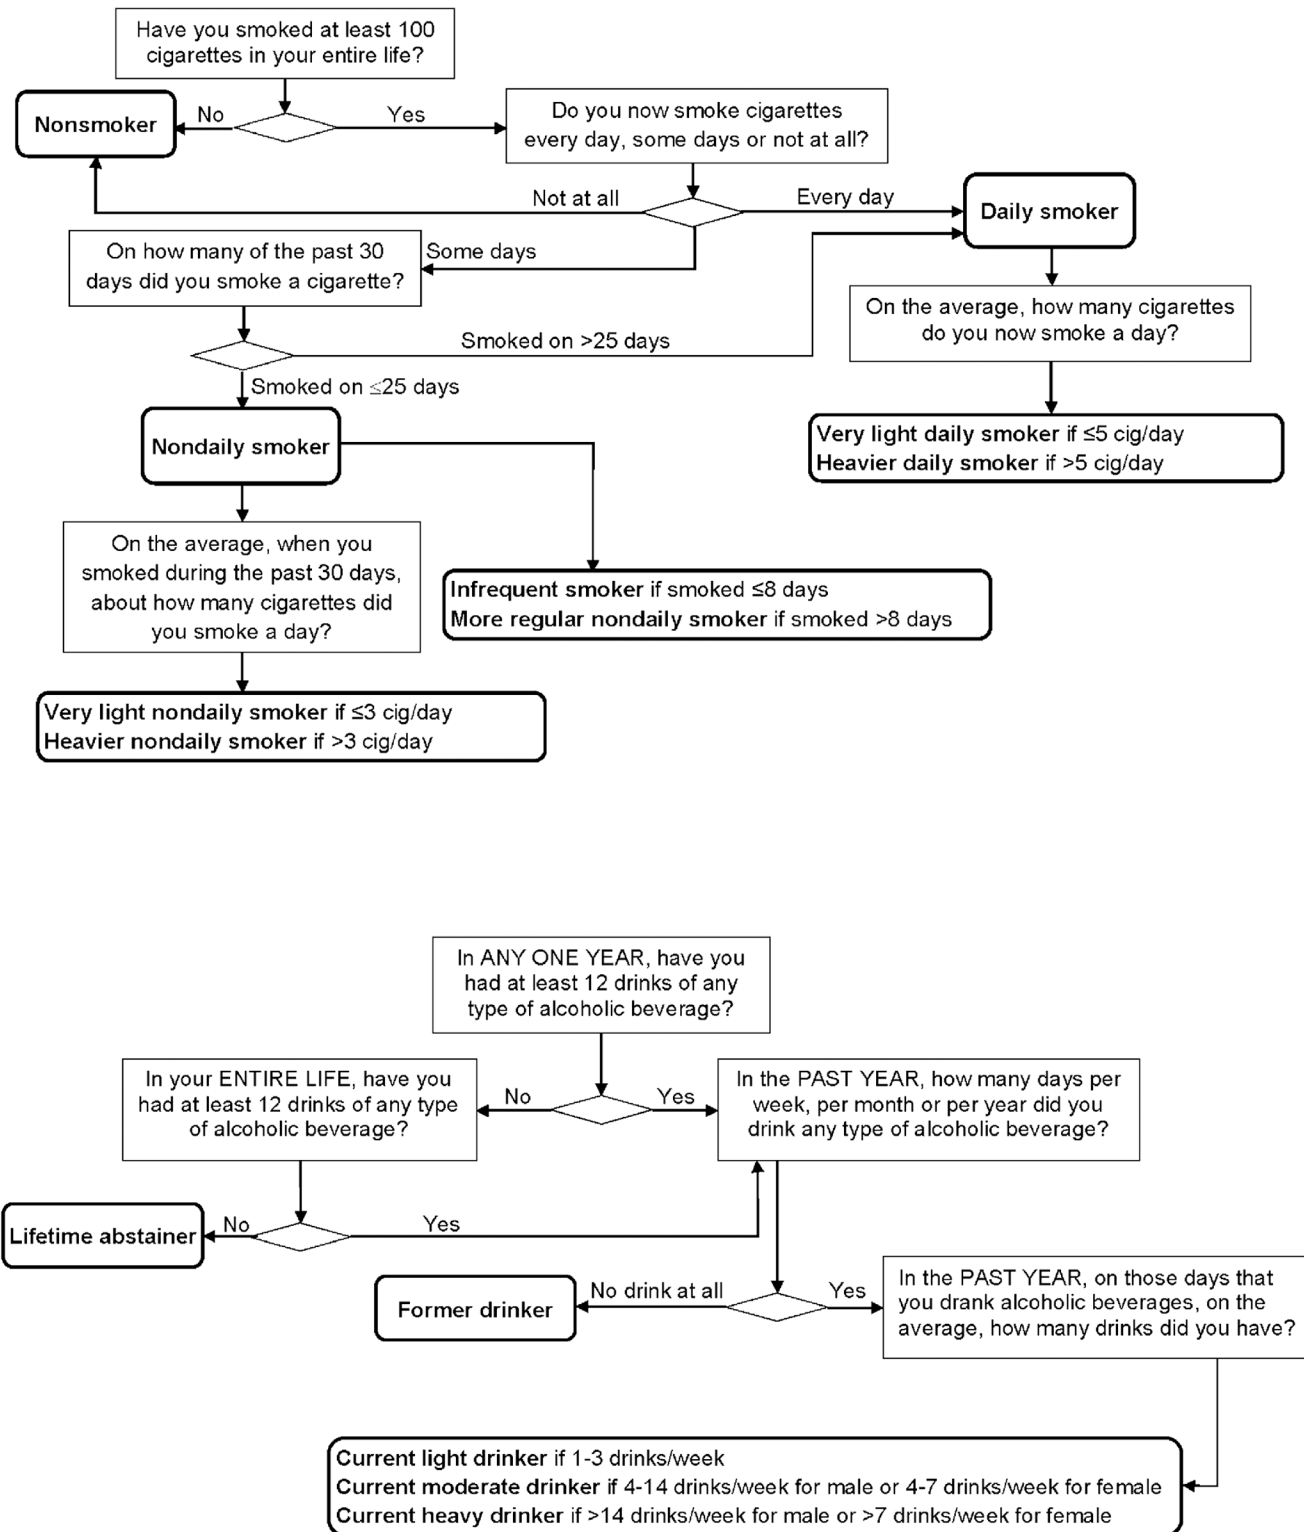 Have you smoked at least 100
cigarettes in your entire life?
Nonsmoker
No
Yes
Do you now smoke cigarettes
every day, some days or not at all?
Not at all
Every day
Daily smoker
On how many of the past 30
days did you smoke a cigarette?
Some days
On the average, how many cigarettes
do you now smoke a day?
Smoked on >25 days
Smoked on ≤25 days
Very light daily smoker if ≤5 cig/day
Heavier daily smoker if >5 cig/day
Nondaily smoker
On the average, when you
smoked during the past 30 days,
about how many cigarettes did
you smoke a day?
Infrequent smoker if smoked ≤8 days
More regular nondaily smoker if smoked >8 days
Very light nondaily smoker if ≤3 cig/day
Heavier nondaily smoker if >3 cig/day
In ANY ONE YEAR, have you
had at least 12 drinks of any
type of alcoholic beverage?
In your ENTIRE LIFE, have you
had at least 12 drinks of any type
of alcoholic beverage?
No
Yes
In the PAST YEAR, how many days per
week, per month or per year did you
drink any type of alcoholic beverage?
Lifetime abstainer
No
Yes
Former drinker
No drink at all
Yes
In the PAST YEAR, on those days that
you drank alcoholic beverages, on the
average, how many drinks did you have?
Current light drinker if 1-3 drinks/week
Current moderate drinker if 4-14 drinks/week for male or 4-7 drinks/week for female
Current heavy drinker if >14 drinks/week for male or >7 drinks/week for female